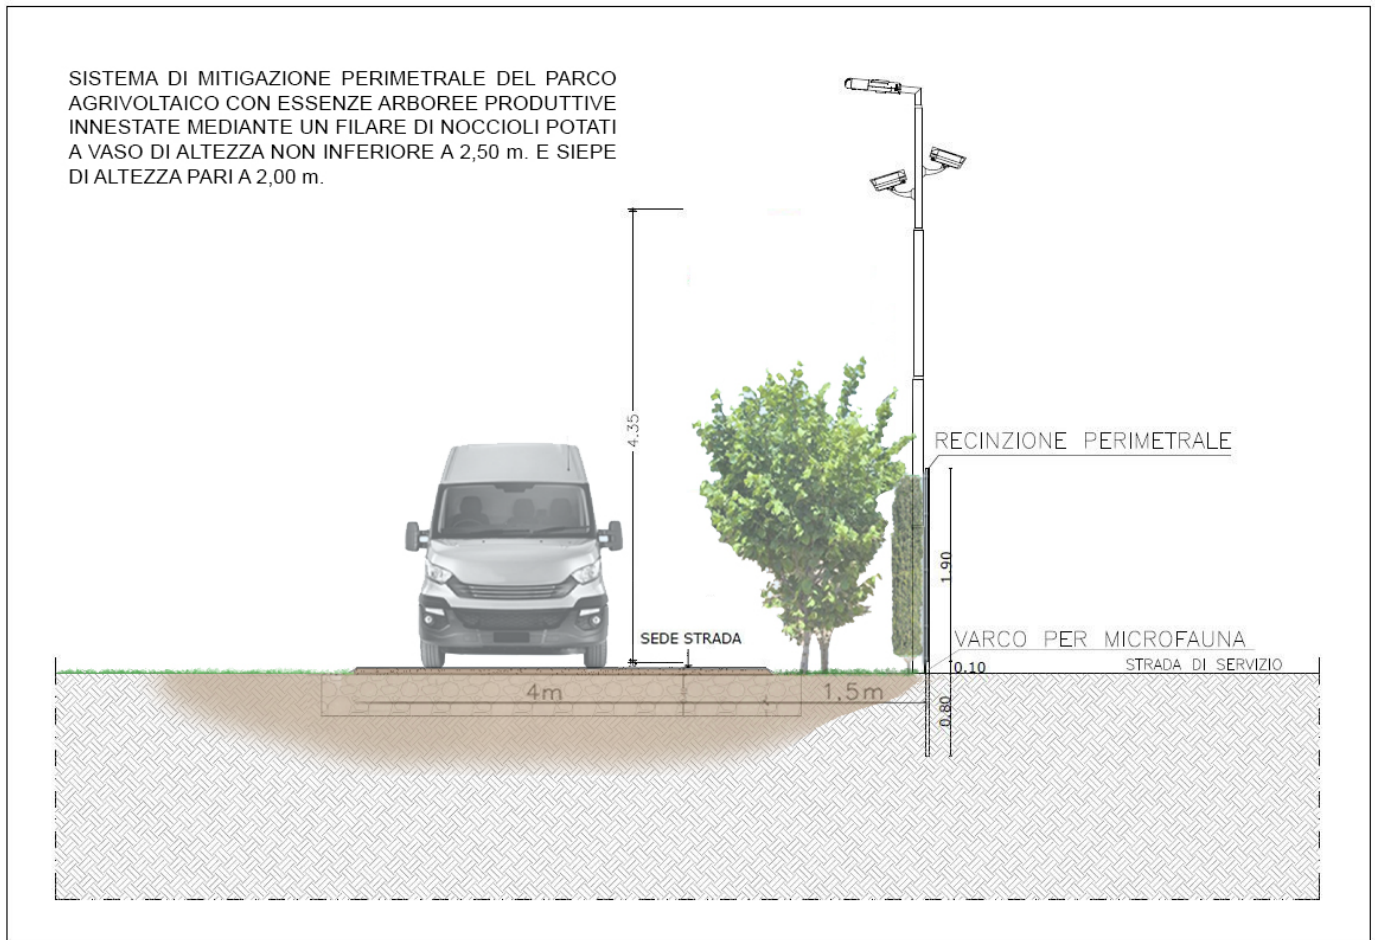 SISTEMA DI MITIGAZIONE PERIMETRALE DEL PARCO
AGRIVOLTAICO CON ESSENZE ARBOREE PRODUTTIVE
INNESTATE MEDIANTE UN FILARE DI NOCCIOLI POTATI
A VASO DI ALTEZZA NON INFERIORE A 2,50 m. E SIEPE
DI ALTEZZA PARI A 2,00 m.
4.35
RECINZIONE PERIMETRALE
1.90
SEDE STRADA
VARCO PER MICROFAUNA
0.10
STRADA DI SERVIZIO
4m
1.5m
0.80